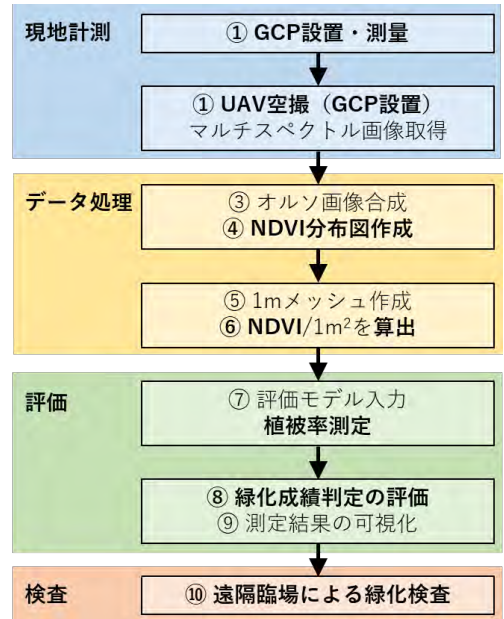 現地計測
① GCP設置・測量
① UAV空撮（GCP設置）
マルチスペクトル画像取得
データ処理
③ オルソ画像合成
④ NDVI分布図作成
⑤ 1mメッシュ作成
⑥ NDVI/1m²を算出
評価
⑦ 評価モデル入力
植被率測定
⑧ 緑化成績判定の評価
⑨ 測定結果の可視化
検査
⑩ 遠隔臨場による緑化検査